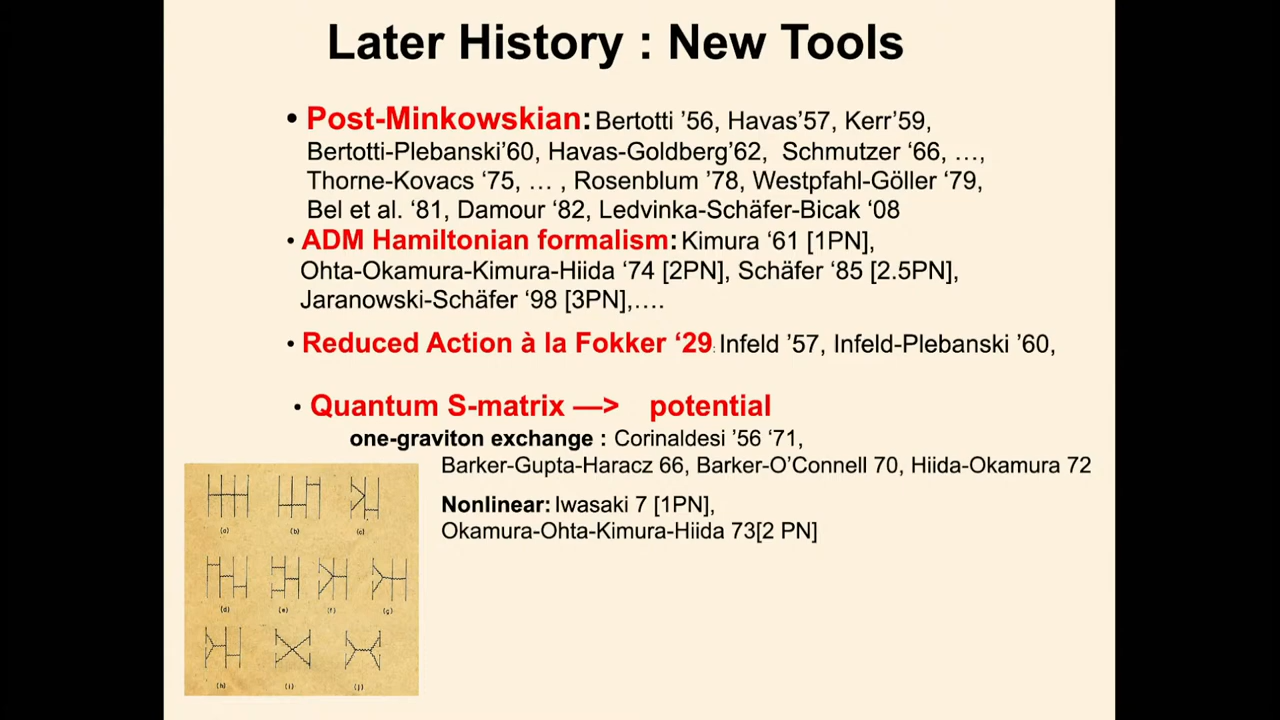 Later History : New Tools
• Post-Minkowskian: Bertotti ’56, Havas’57, Kerr’59,
Bertotti-Plebanski’60, Havas-Goldberg’62, Schmutzer ‘66, …,
Thorne-Kovacs ‘75, … , Rosenblum ’78, Westpfahl-Göller ’79,
Bel et al. ‘81, Damour ‘82, Ledvinka-Schäfer-Bicak ‘08
• ADM Hamiltonian formalism: Kimura ‘61 [1PN],
Ohta-Okamura-Kimura-Hiida ‘74 [2PN], Schäfer ‘85 [2.5PN],
Jaranowski-Schäfer ‘98 [3PN],….
• Reduced Action à la Fokker ‘29: Infeld ’57, Infeld-Plebanski ’60,
• Quantum S-matrix —> potential
one-graviton exchange : Corinaldesi ’56 ‘71,
Barker-Gupta-Haracz 66, Barker-O’Connell 70, Hiida-Okamura 72
Nonlinear: Iwasaki 7 [1PN],
Okamura-Ohta-Kimura-Hiida 73[2 PN]
(a) (b) (c)
(d) (e) (f) (g)
(h) (i) (j)